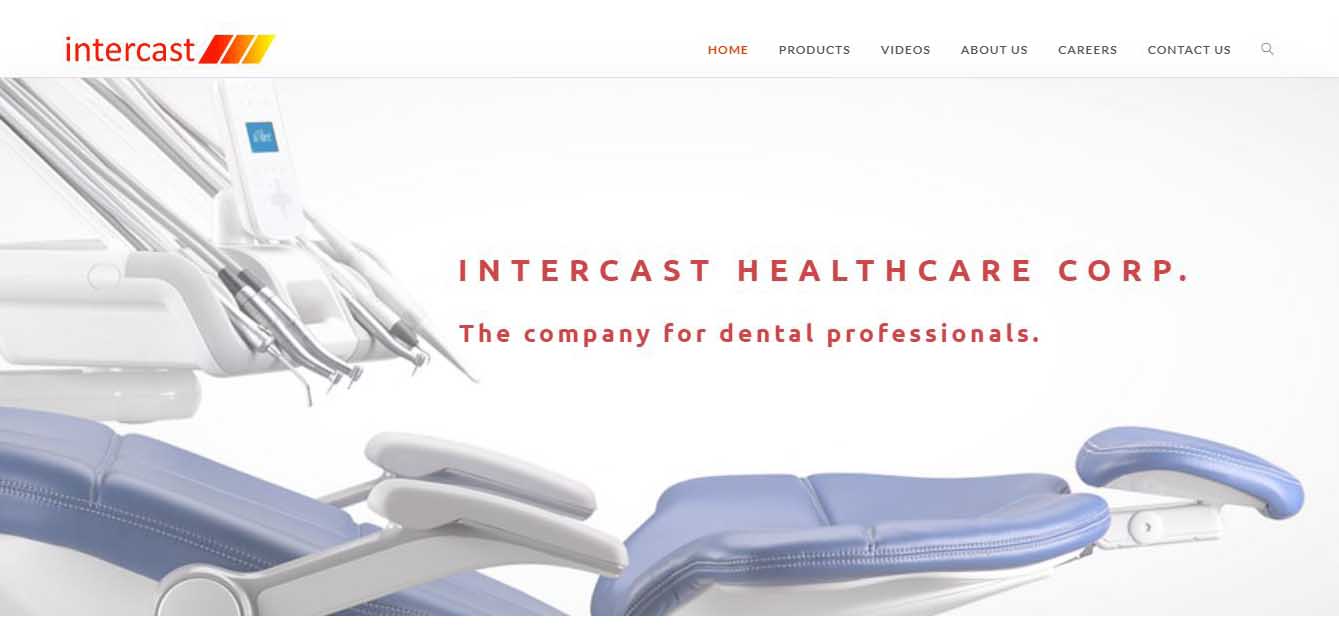 intercast
HOME PRODUCTS VIDEOS ABOUT US CAREERS CONTACT US
INTERCAST HEALTHCARE CORP.
The company for dental professionals.